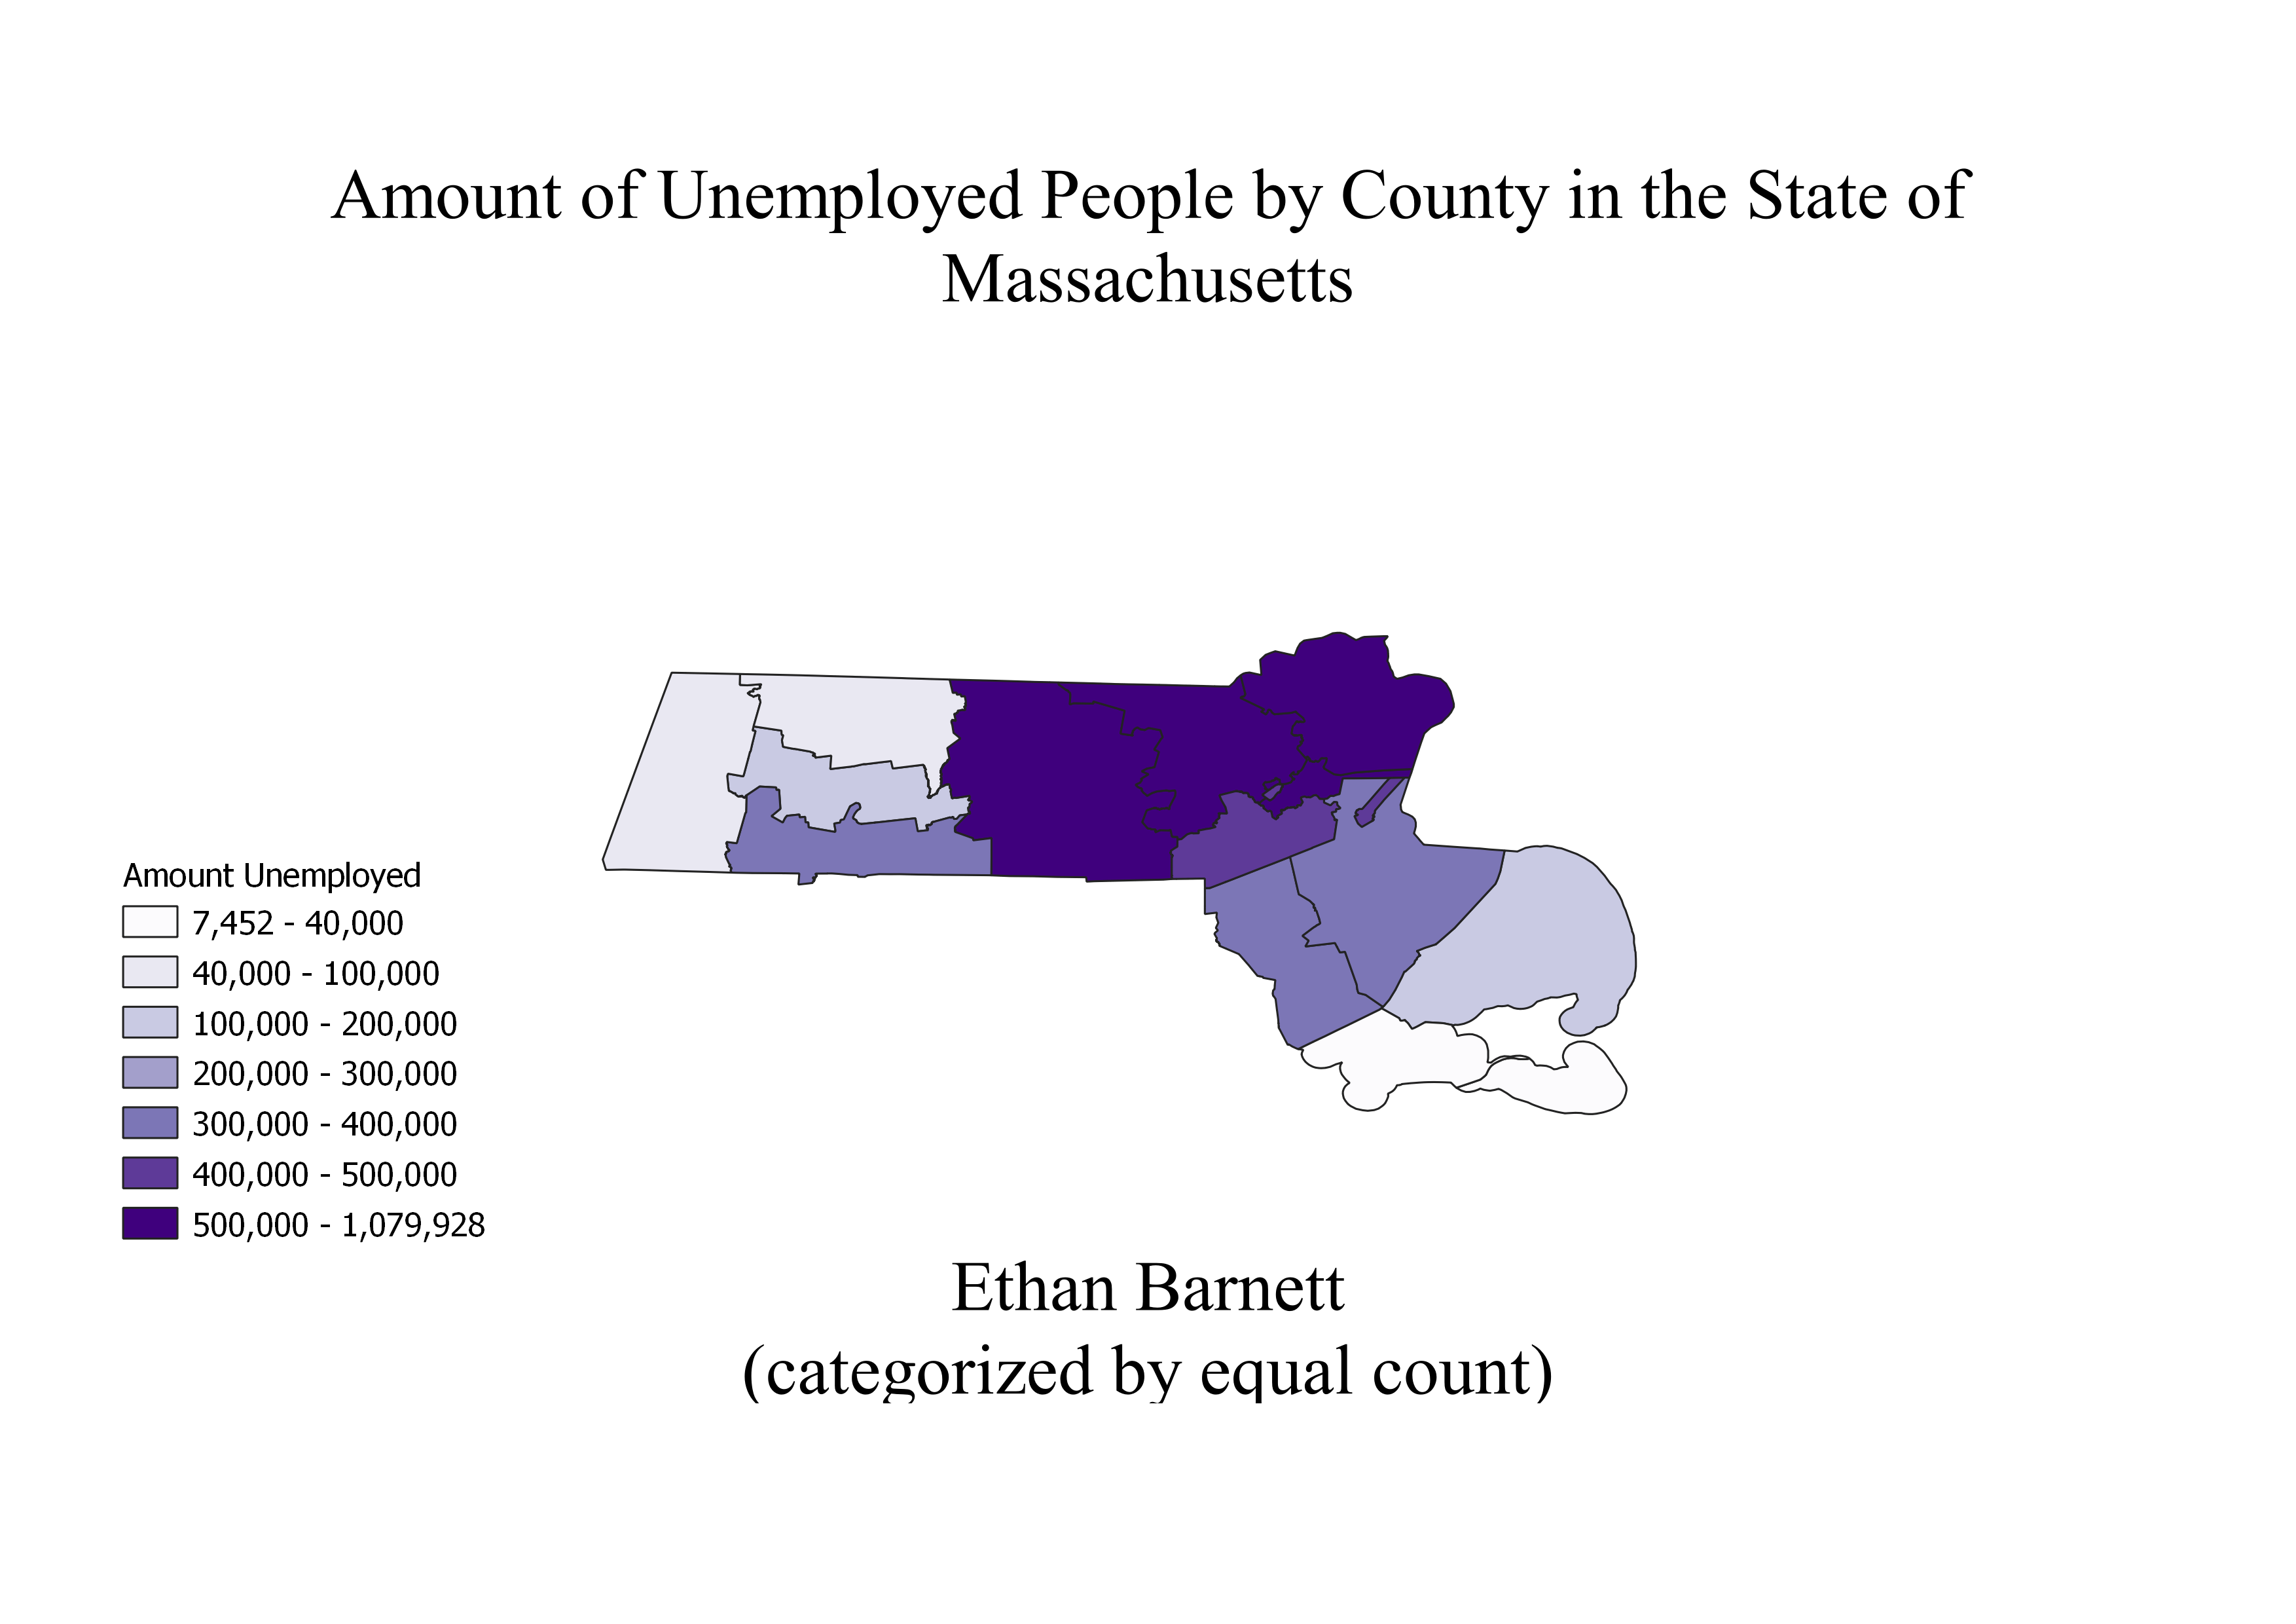 Amount of Unemployed People by County in the State of
Massachusetts
Amount Unemployed
7,452 - 40,000
40,000 - 100,000
100,000 - 200,000
200,000 - 300,000
300,000 - 400,000
400,000 - 500,000
500,000 - 1,079,928
Ethan Barnett
(categorized by equal count)